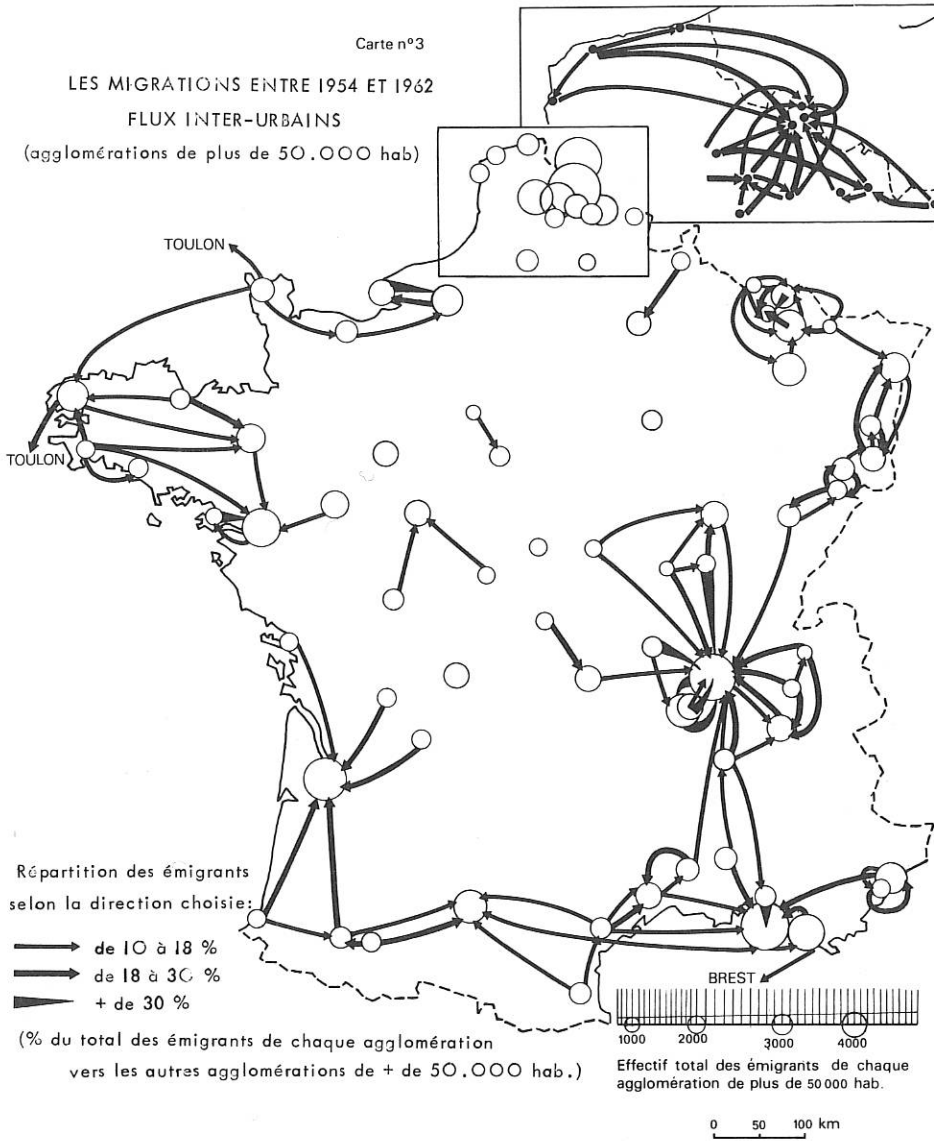 Carte nº3
LES MIGRATIONS ENTRE 1954 ET 1962
FLUX INTER-URBAINS
(agglomérations de plus de 50.000 hab)
TOULON
TOULON
BREST
Répartition des émigrants
selon la direction choisie:
de 10 à 18 %
de 18 à 30 %
+ de 30 %
(% du total des émigrants de chaque agglomération
vers les autres agglomérations de + de 50.000 hab.)
1000 2000 3000 4000
Effectif total des émigrants de chaque
agglomération de plus de 50 000 hab.
0 50 100 km